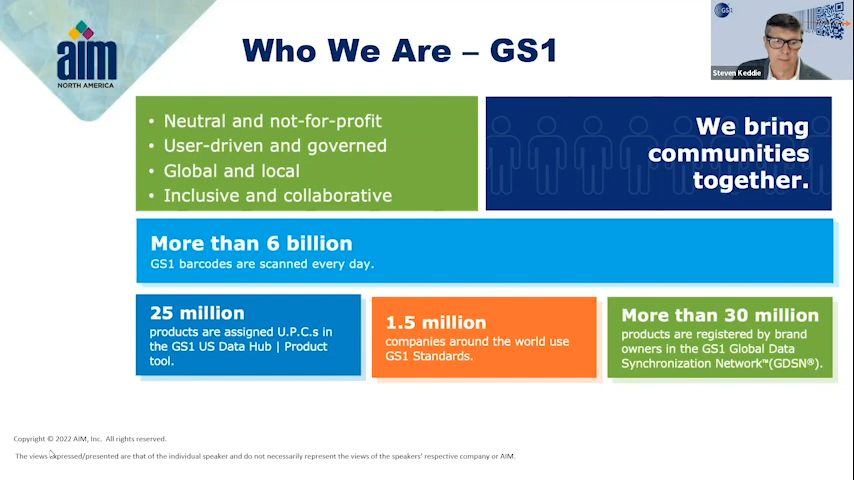 aim
NORTH AMERICA
Who We Are – GS1
GS1
Steven Keddie
• Neutral and not-for-profit
• User-driven and governed
• Global and local
• Inclusive and collaborative
We bring
communities
together.
More than 6 billion
GS1 barcodes are scanned every day.
25 million
products are assigned U.P.C.s in
the GS1 US Data Hub | Product
tool.
1.5 million
companies around the world use
GS1 Standards.
More than 30 million
products are registered by brand
owners in the GS1 Global Data
Synchronization Network™(GDSN®).
Copyright © 2022 AIM, Inc. All rights reserved.
The views expressed/presented are that of the individual speaker and do not necessarily represent the views of the speakers' respective company or AIM.